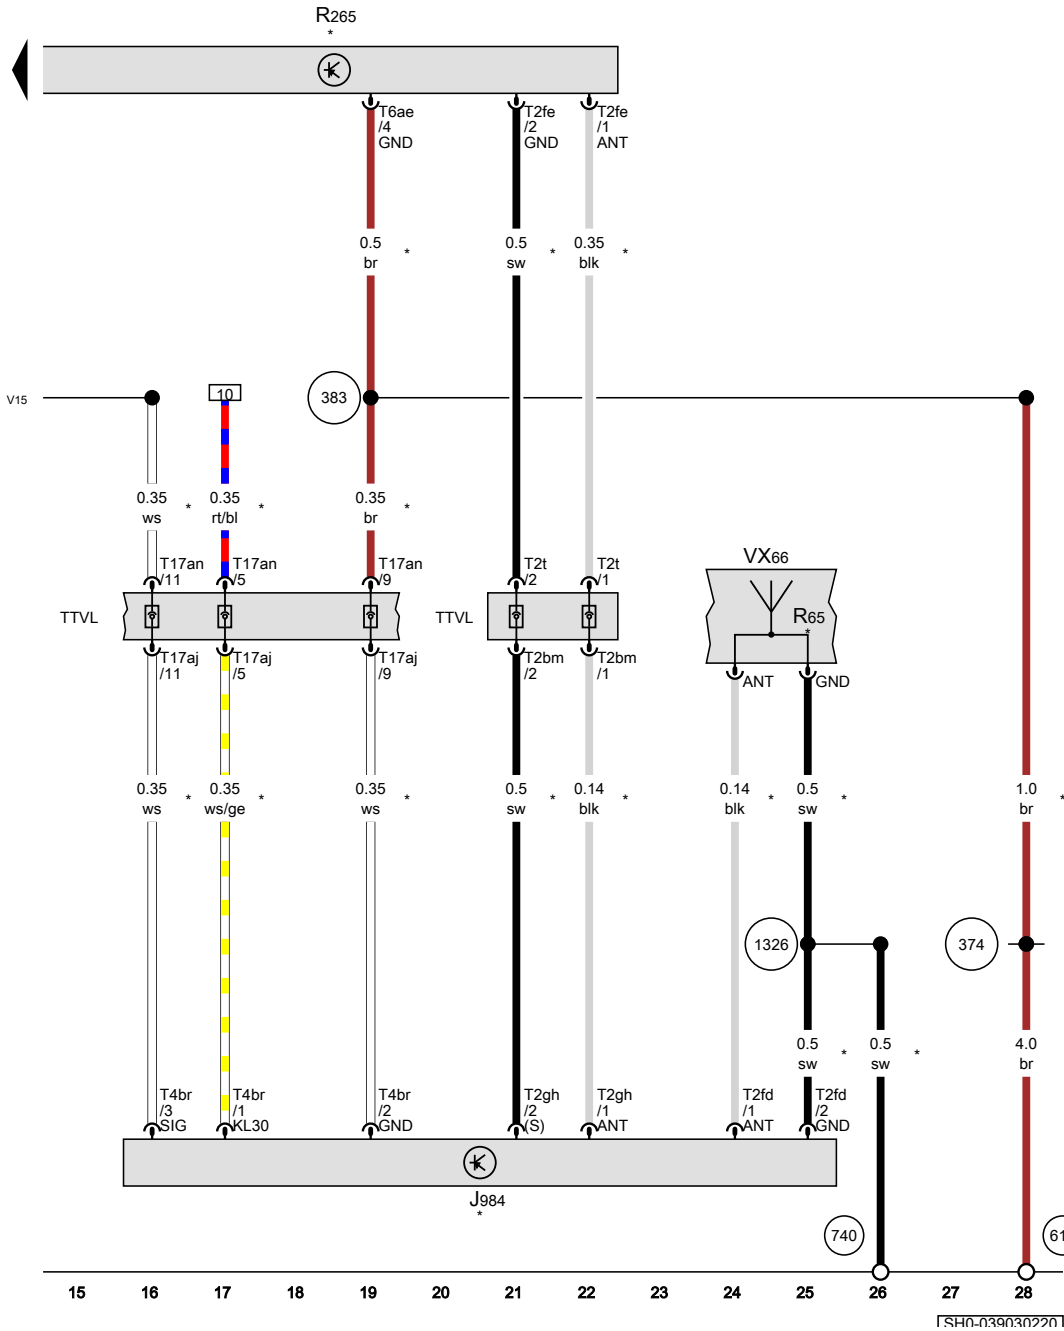 R265
*
T6ae
/4
GND
T2fe
/2
GND
T2fe
/1
ANT
0.5
br
*
0.5
sw
*
0.35
blk
*
V15
10
383
0.35
ws
*
0.35
rt/bl
*
0.35
br
*
T17an
/11
T17an
/5
T17an
/9
T2t
/2
T2t
/1
VX66
R65
*
TTVL
TTVL
T17aj
/11
T17aj
/5
T17aj
/9
T2bm
/2
T2bm
/1
ANT
GND
0.35
ws
*
0.35
ws/ge
*
0.35
ws
*
0.5
sw
*
0.14
blk
*
0.14
blk
*
0.5
sw
*
1.0
br
*
1326
374
0.5
sw
*
0.5
sw
*
4.0
br
T4br
/3
SIG
T4br
/1
KL30
T4br
/2
GND
T2gh
/2
(S)
T2gh
/1
ANT
T2fd
/1
ANT
T2fd
/2
GND
J984
*
740
61
15 16 17 18 19 20 21 22 23 24 25 26 27 28
SH0-039030220